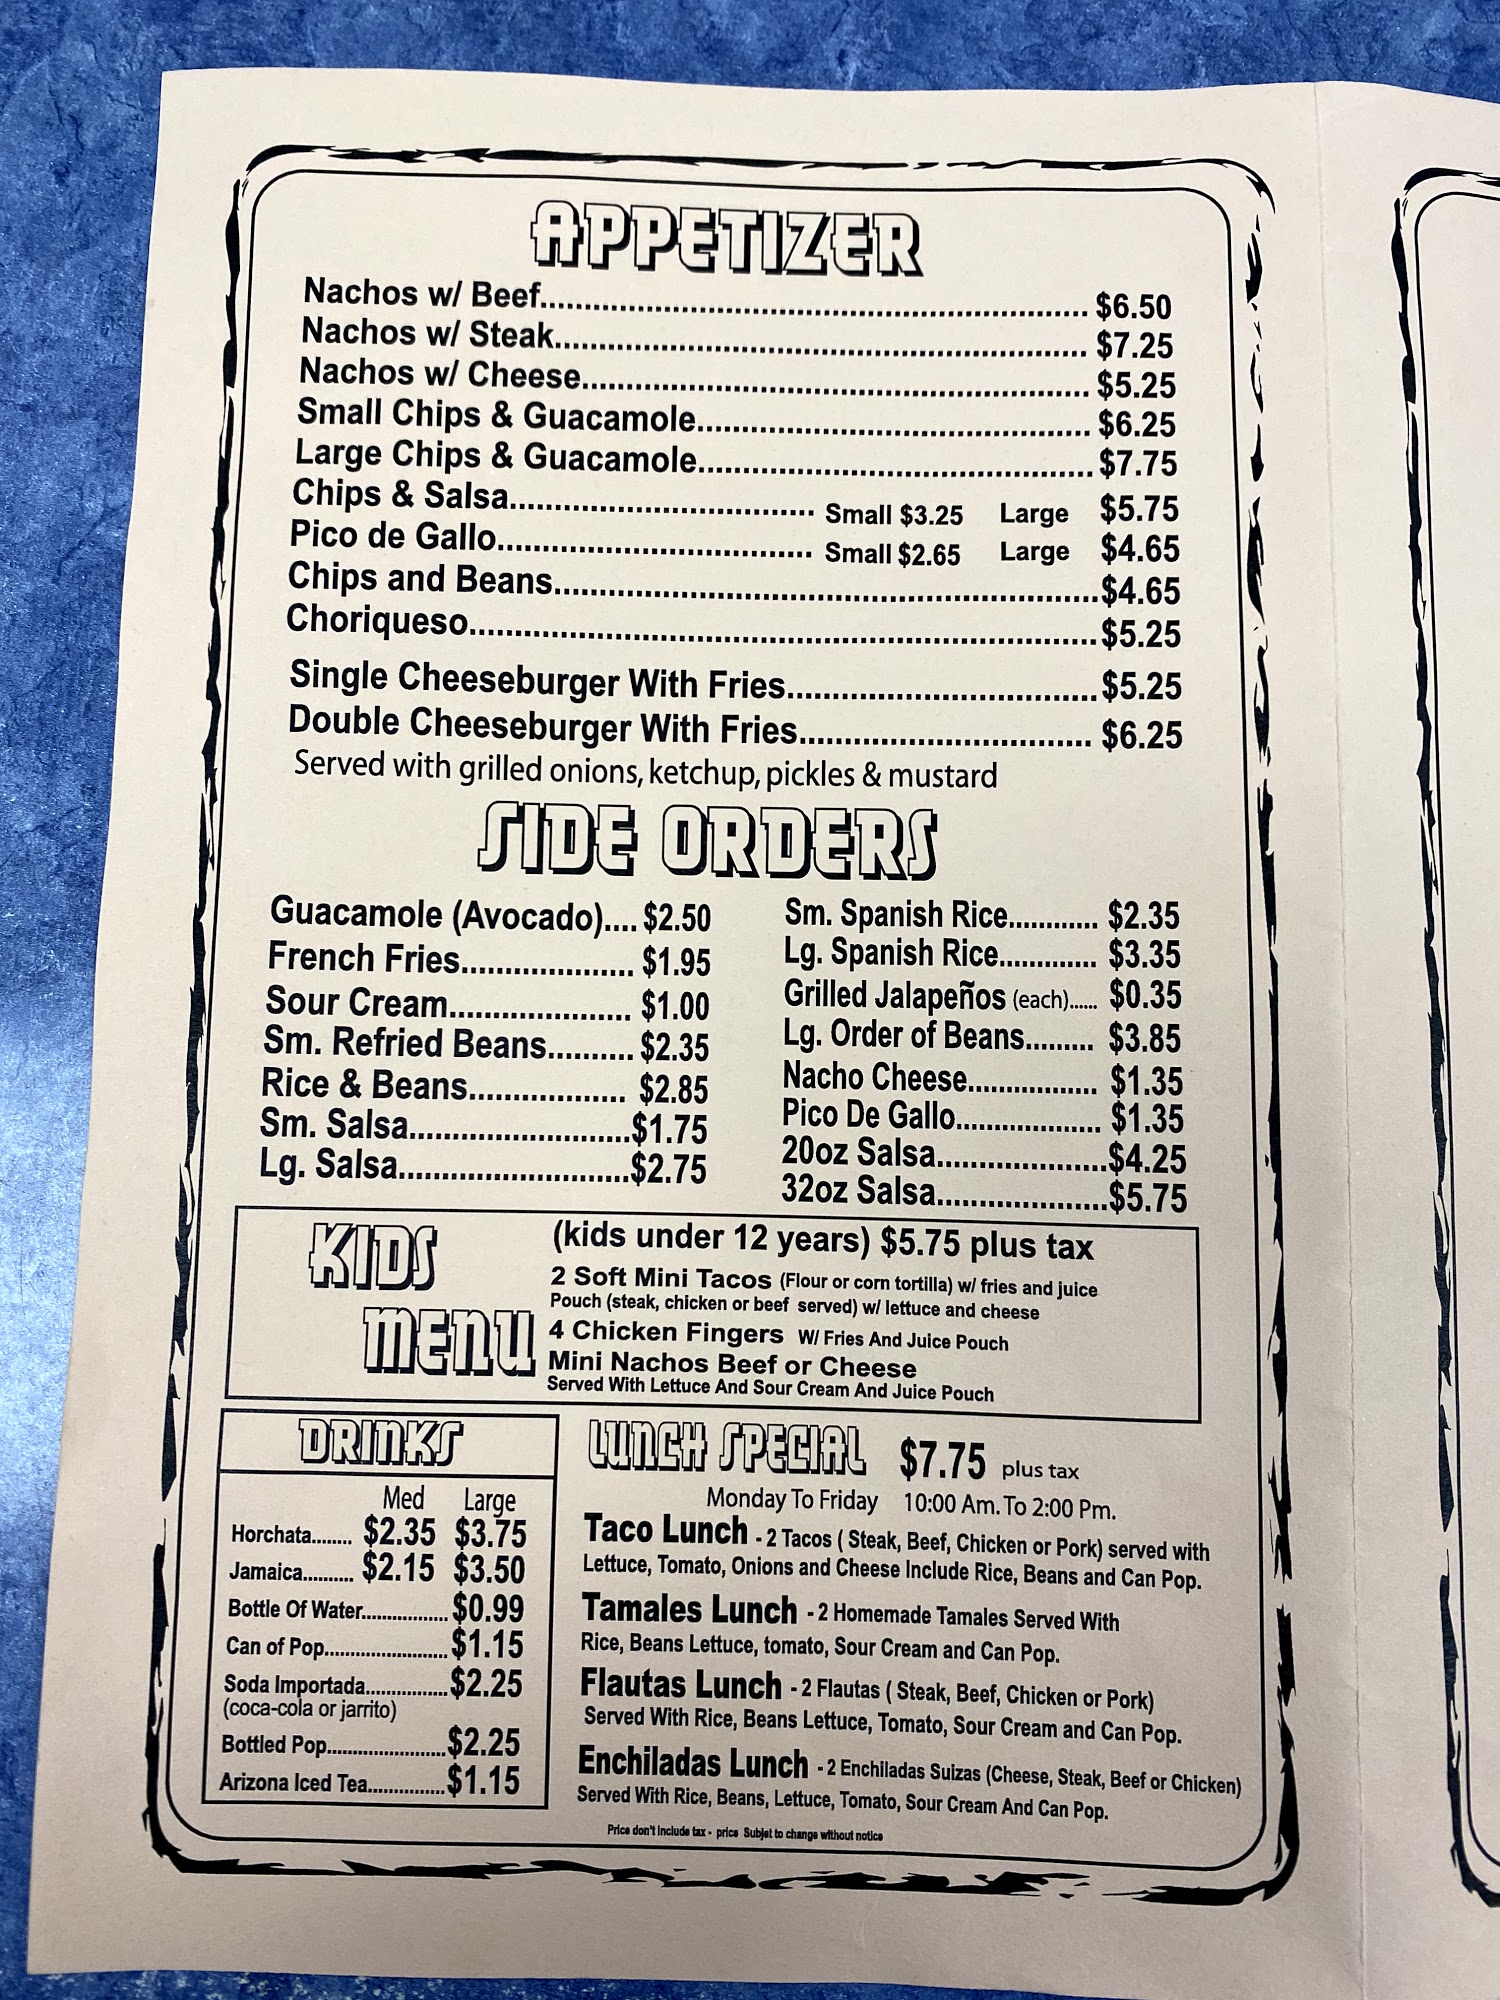 APPETIZER
Nachos w/ Beef.......... $6.50
Nachos w/ Steak.......... $7.25
Nachos w/ Cheese.......... $5.25
Small Chips & Guacamole.......... $6.25
Large Chips & Guacamole.......... $7.75
Chips & Salsa.......... Small $3.25 Large $5.75
Pico de Gallo.......... Small $2.65 Large $4.65
Chips and Beans.......... $4.65
Choriqueso.......... $5.25
Single Cheeseburger With Fries.......... $5.25
Double Cheeseburger With Fries.......... $6.25
Served with grilled onions, ketchup, pickles & mustard
SIDE ORDERS
Guacamole (Avocado).... $2.50
French Fries.......... $1.95
Sour Cream.......... $1.00
Sm. Refried Beans.......... $2.35
Rice & Beans.......... $2.85
Sm. Salsa.......... $1.75
Lg. Salsa.......... $2.75
Sm. Spanish Rice.......... $2.35
Lg. Spanish Rice.......... $3.35
Grilled Jalapeños (each)...... $0.35
Lg. Order of Beans......... $3.85
Nacho Cheese.......... $1.35
Pico De Gallo.......... $1.35
20oz Salsa.......... $4.25
32oz Salsa.......... $5.75
KIDS MENU
(kids under 12 years) $5.75 plus tax
2 Soft Mini Tacos (Flour or corn tortilla) w/ fries and juice
Pouch (steak, chicken or beef served) w/ lettuce and cheese
4 Chicken Fingers W/ Fries And Juice Pouch
Mini Nachos Beef or Cheese
Served With Lettuce And Sour Cream And Juice Pouch
DRINKS
Med Large
Horchata........ $2.35 $3.75
Jamaica.......... $2.15 $3.50
Bottle Of Water.......... $0.99
Can of Pop.......... $1.15
Soda Importada.......... $2.25
(coca-cola or jarrito)
Bottled Pop.......... $2.25
Arizona Iced Tea.......... $1.15
LUNCH SPECIAL $7.75 plus tax
Monday To Friday 10:00 Am. To 2:00 Pm.
Taco Lunch - 2 Tacos ( Steak, Beef, Chicken or Pork) served with
Lettuce, Tomato, Onions and Cheese Include Rice, Beans and Can Pop.
Tamales Lunch - 2 Homemade Tamales Served With
Rice, Beans Lettuce, tomato, Sour Cream and Can Pop.
Flautas Lunch - 2 Flautas ( Steak, Beef, Chicken or Pork)
Served With Rice, Beans Lettuce, Tomato, Sour Cream and Can Pop.
Enchiladas Lunch - 2 Enchiladas Suizas (Cheese, Steak, Beef or Chicken)
Served With Rice, Beans, Lettuce, Tomato, Sour Cream And Can Pop.
Price don't include tax - price Subjet to change without notice